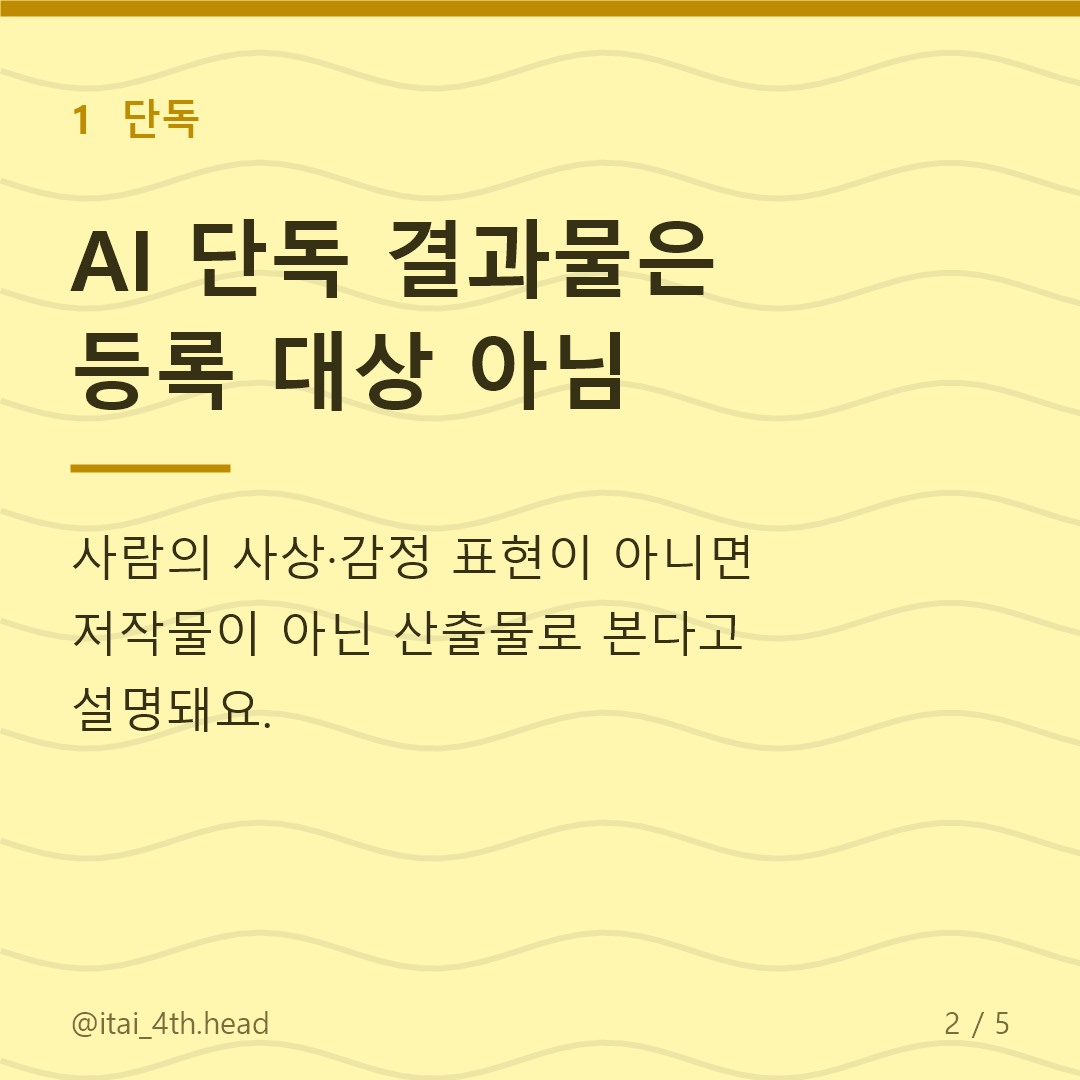 1 단독
AI 단독 결과물은
등록 대상 아님
사람의 사상·감정 표현이 아니면
저작물이 아닌 산출물로 본다고
설명돼요.
@itai_4th.head
2 / 5